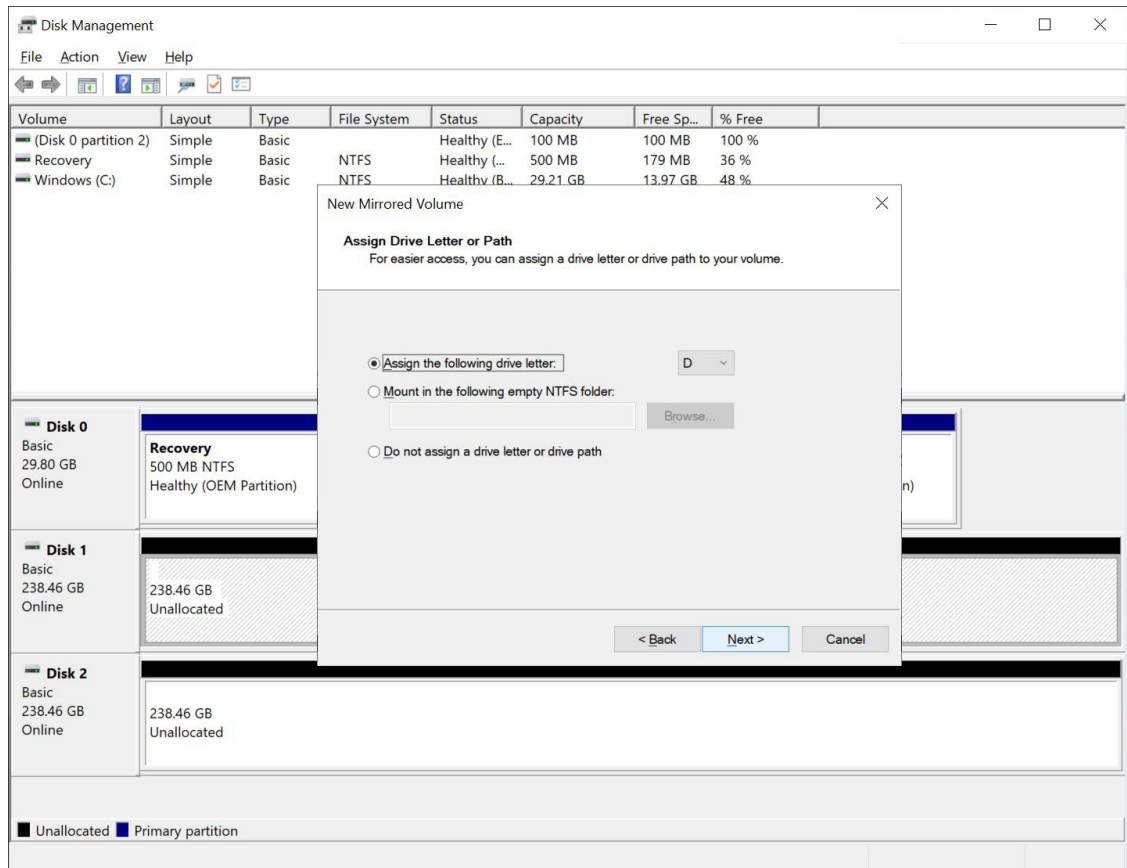 Disk Management
File Action View Help
Volume Layout Type File System Status Capacity Free Sp... % Free
(Disk 0 partition 2) Simple Basic Healthy (E... 100 MB 100 MB 100 %
Recovery Simple Basic NTFS Healthy (... 500 MB 179 MB 36 %
Windows (C:) Simple Basic NTFS Healthy (B... 29.21 GB 13.97 GB 48 %
New Mirrored Volume
Assign Drive Letter or Path
For easier access, you can assign a drive letter or drive path to your volume.
Assign the following drive letter: D
Mount in the following empty NTFS folder:
Browse...
Do not assign a drive letter or drive path
< Back Next > Cancel
Disk 0
Basic
29.80 GB
Online
Recovery
500 MB NTFS
Healthy (OEM Partition)
n)
Disk 1
Basic
238.46 GB
Online
238.46 GB
Unallocated
Disk 2
Basic
238.46 GB
Online
238.46 GB
Unallocated
Unallocated Primary partition